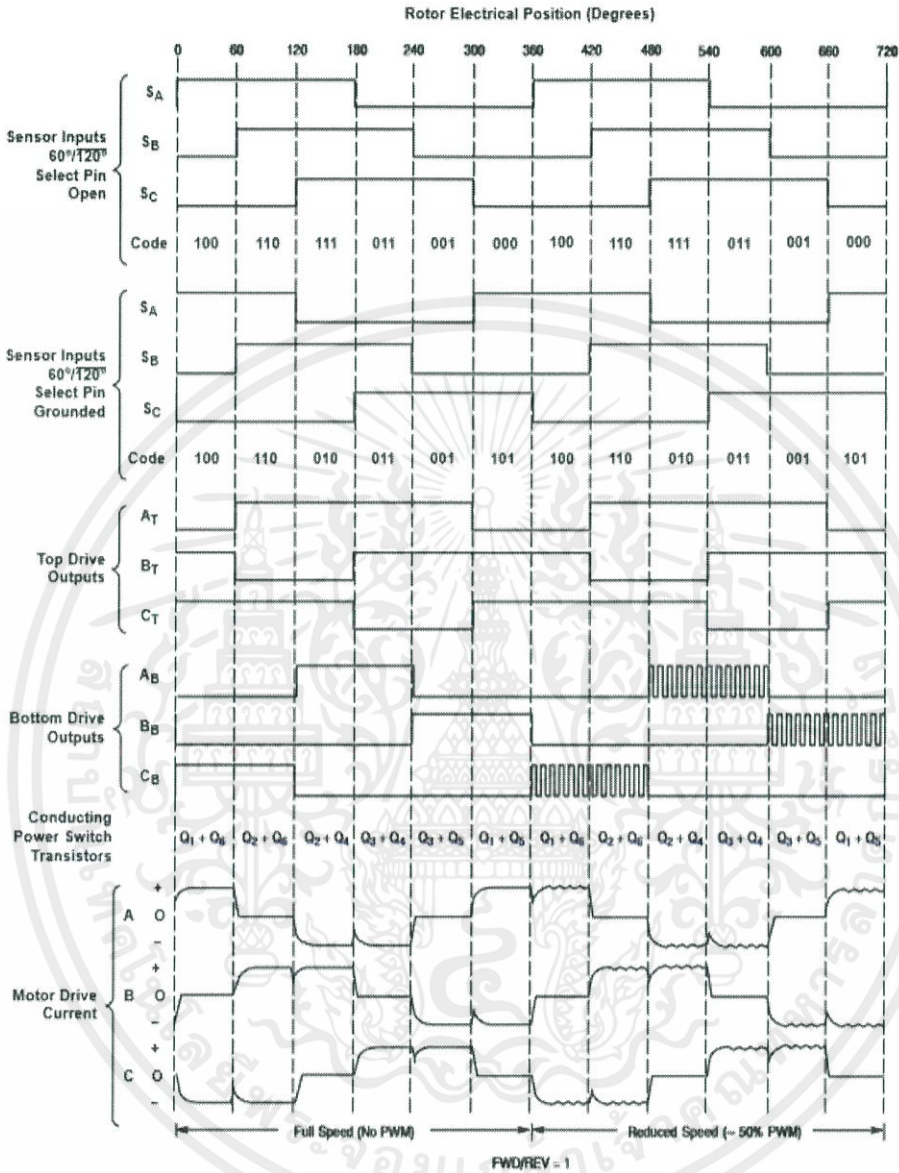 Rotor Electrical Position (Degrees)
0 60 120 180 240 300 360 420 480 540 600 660 720
Sensor Inputs
60°/120°
Select Pin
Open
SA
SB
SC
Code 100 110 111 011 001 000 100 110 111 011 001 000
Sensor Inputs
60°/120°
Select Pin
Grounded
SA
SB
SC
Code 100 110 010 011 001 101 100 110 010 011 001 101
Top Drive
Outputs
AT
BT
CT
Bottom Drive
Outputs
AB
BB
CB
Conducting
Power Switch
Transistors
Q1 + Q6 Q2 + Q6 Q2 + Q4 Q3 + Q4 Q3 + Q5 Q1 + Q5 Q1 + Q6 Q2 + Q6 Q2 + Q4 Q3 + Q4 Q3 + Q5 Q1 + Q5
Motor Drive
Current
A + O −
B + O −
C + O −
Full Speed (No PWM) Reduced Speed (~ 50% PWM)
FWD/REV = 1